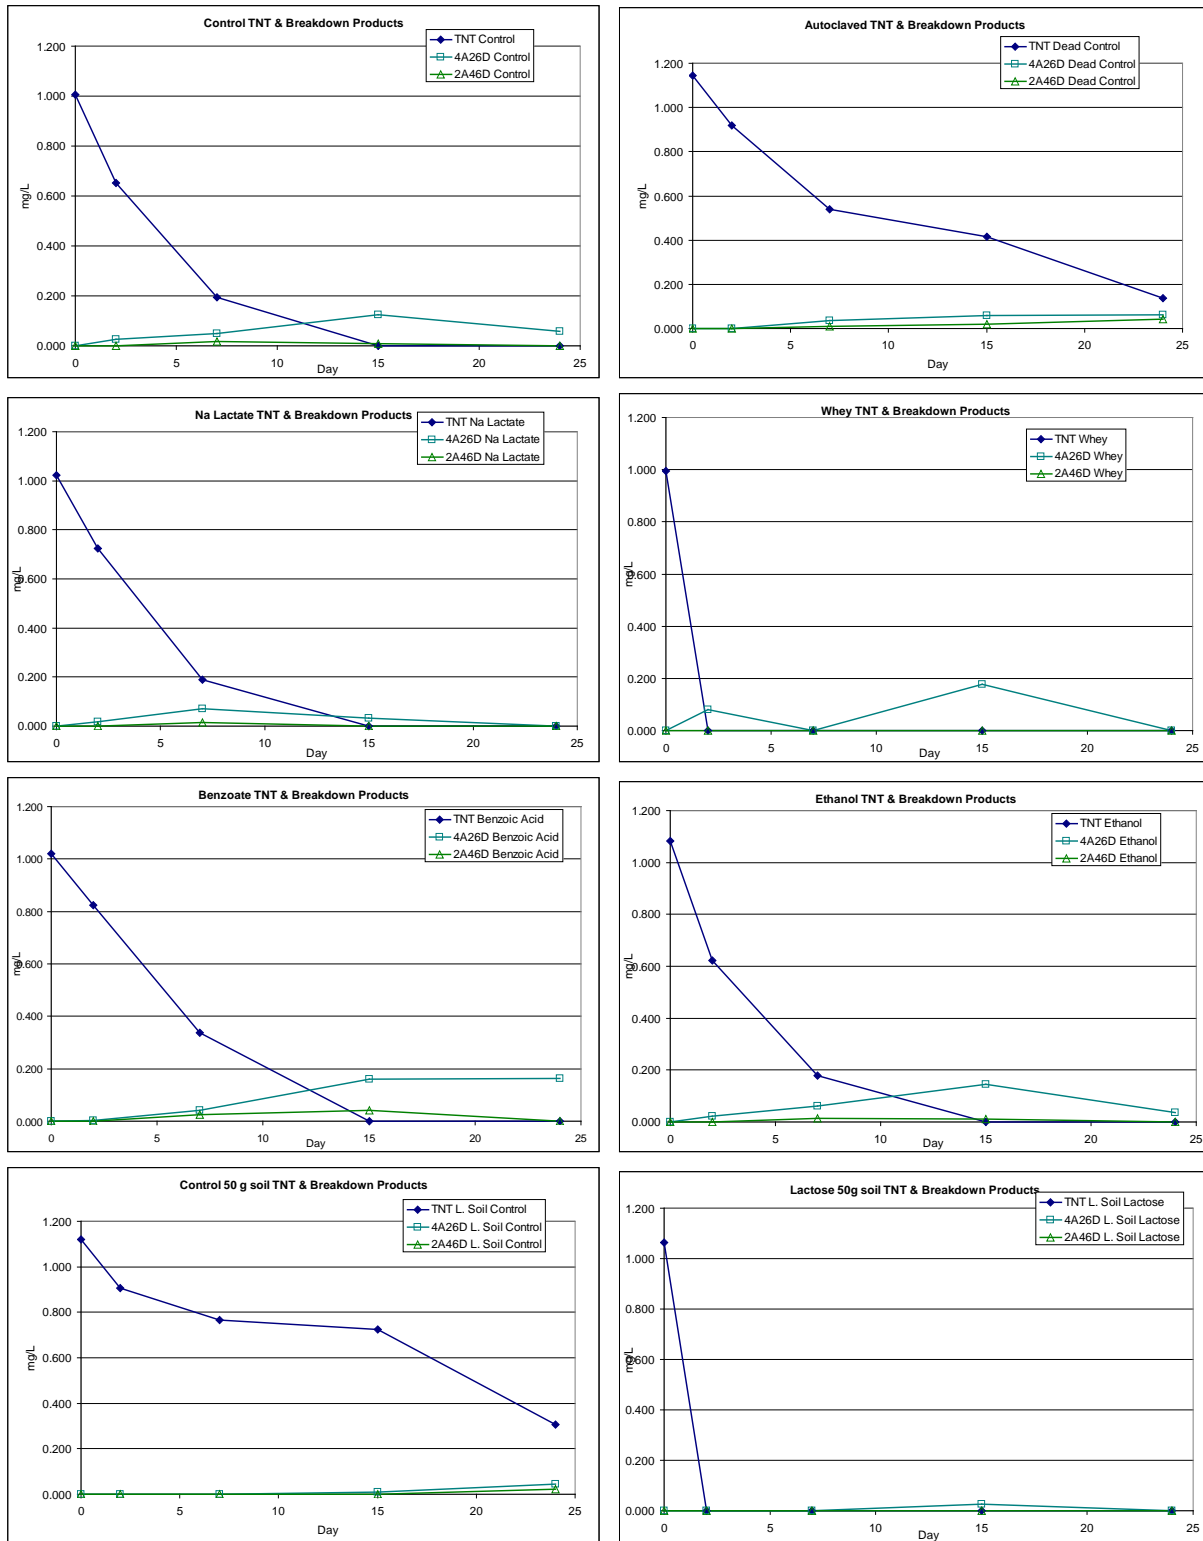 Control TNT & Breakdown Products
TNT Control
4A26D Control
2A46D Control
1.200
1.000
0.800
0.600
0.400
0.200
0.000
mg/L
0 5 10 15 20 25
Day
Autoclaved TNT & Breakdown Products
TNT Dead Control
4A26D Dead Control
2A46D Dead Control
1.200
1.000
0.800
0.600
0.400
0.200
0.000
mg/L
0 5 10 15 20 25
Day
Na Lactate TNT & Breakdown Products
TNT Na Lactate
4A26D Na Lactate
2A46D Na Lactate
1.200
1.000
0.800
0.600
0.400
0.200
0.000
mg/L
0 5 10 15 20 25
Day
Whey TNT & Breakdown Products
TNT Whey
4A26D Whey
2A46D Whey
1.200
1.000
0.800
0.600
0.400
0.200
0.000
mg/L
0 5 10 15 20 25
Day
Benzoate TNT & Breakdown Products
TNT Benzoic Acid
4A26D Benzoic Acid
2A46D Benzoic Acid
1.200
1.000
0.800
0.600
0.400
0.200
0.000
mg/L
0 5 10 15 20 25
Day
Ethanol TNT & Breakdown Products
TNT Ethanol
4A26D Ethanol
2A46D Ethanol
1.200
1.000
0.800
0.600
0.400
0.200
0.000
mg/L
0 5 10 15 20 25
Day
Control 50 g soil TNT & Breakdown Products
TNT L. Soil Control
4A26D L. Soil Control
2A46D L. Soil Control
1.200
1.000
0.800
0.600
0.400
0.200
0.000
mg/L
0 5 10 15 20 25
Day
Lactose 50g soil TNT & Breakdown Products
TNT L. Soil Lactose
4A26D L. Soil Lactose
2A46D L. Soil Lactose
1.200
1.000
0.800
0.600
0.400
0.200
0.000
mg/L
0 5 10 15 20 25
Day